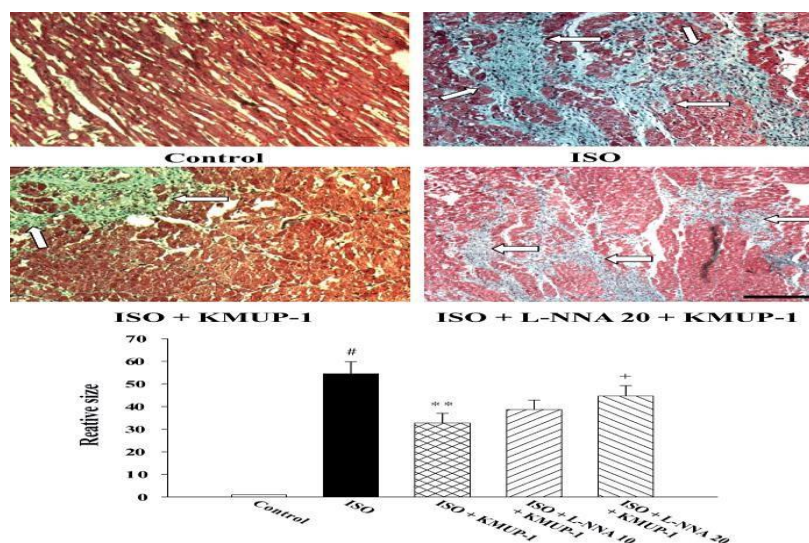 Control
ISO
ISO + KMUP-1
ISO + L-NNA 20 + KMUP-1
Reative size
70
60
50
40
30
20
10
0
#
**
+
Control
ISO
ISO + KMUP-1
ISO + L-NNA 10
+ KMUP-1
ISO + L-NNA 20
+ KMUP-1